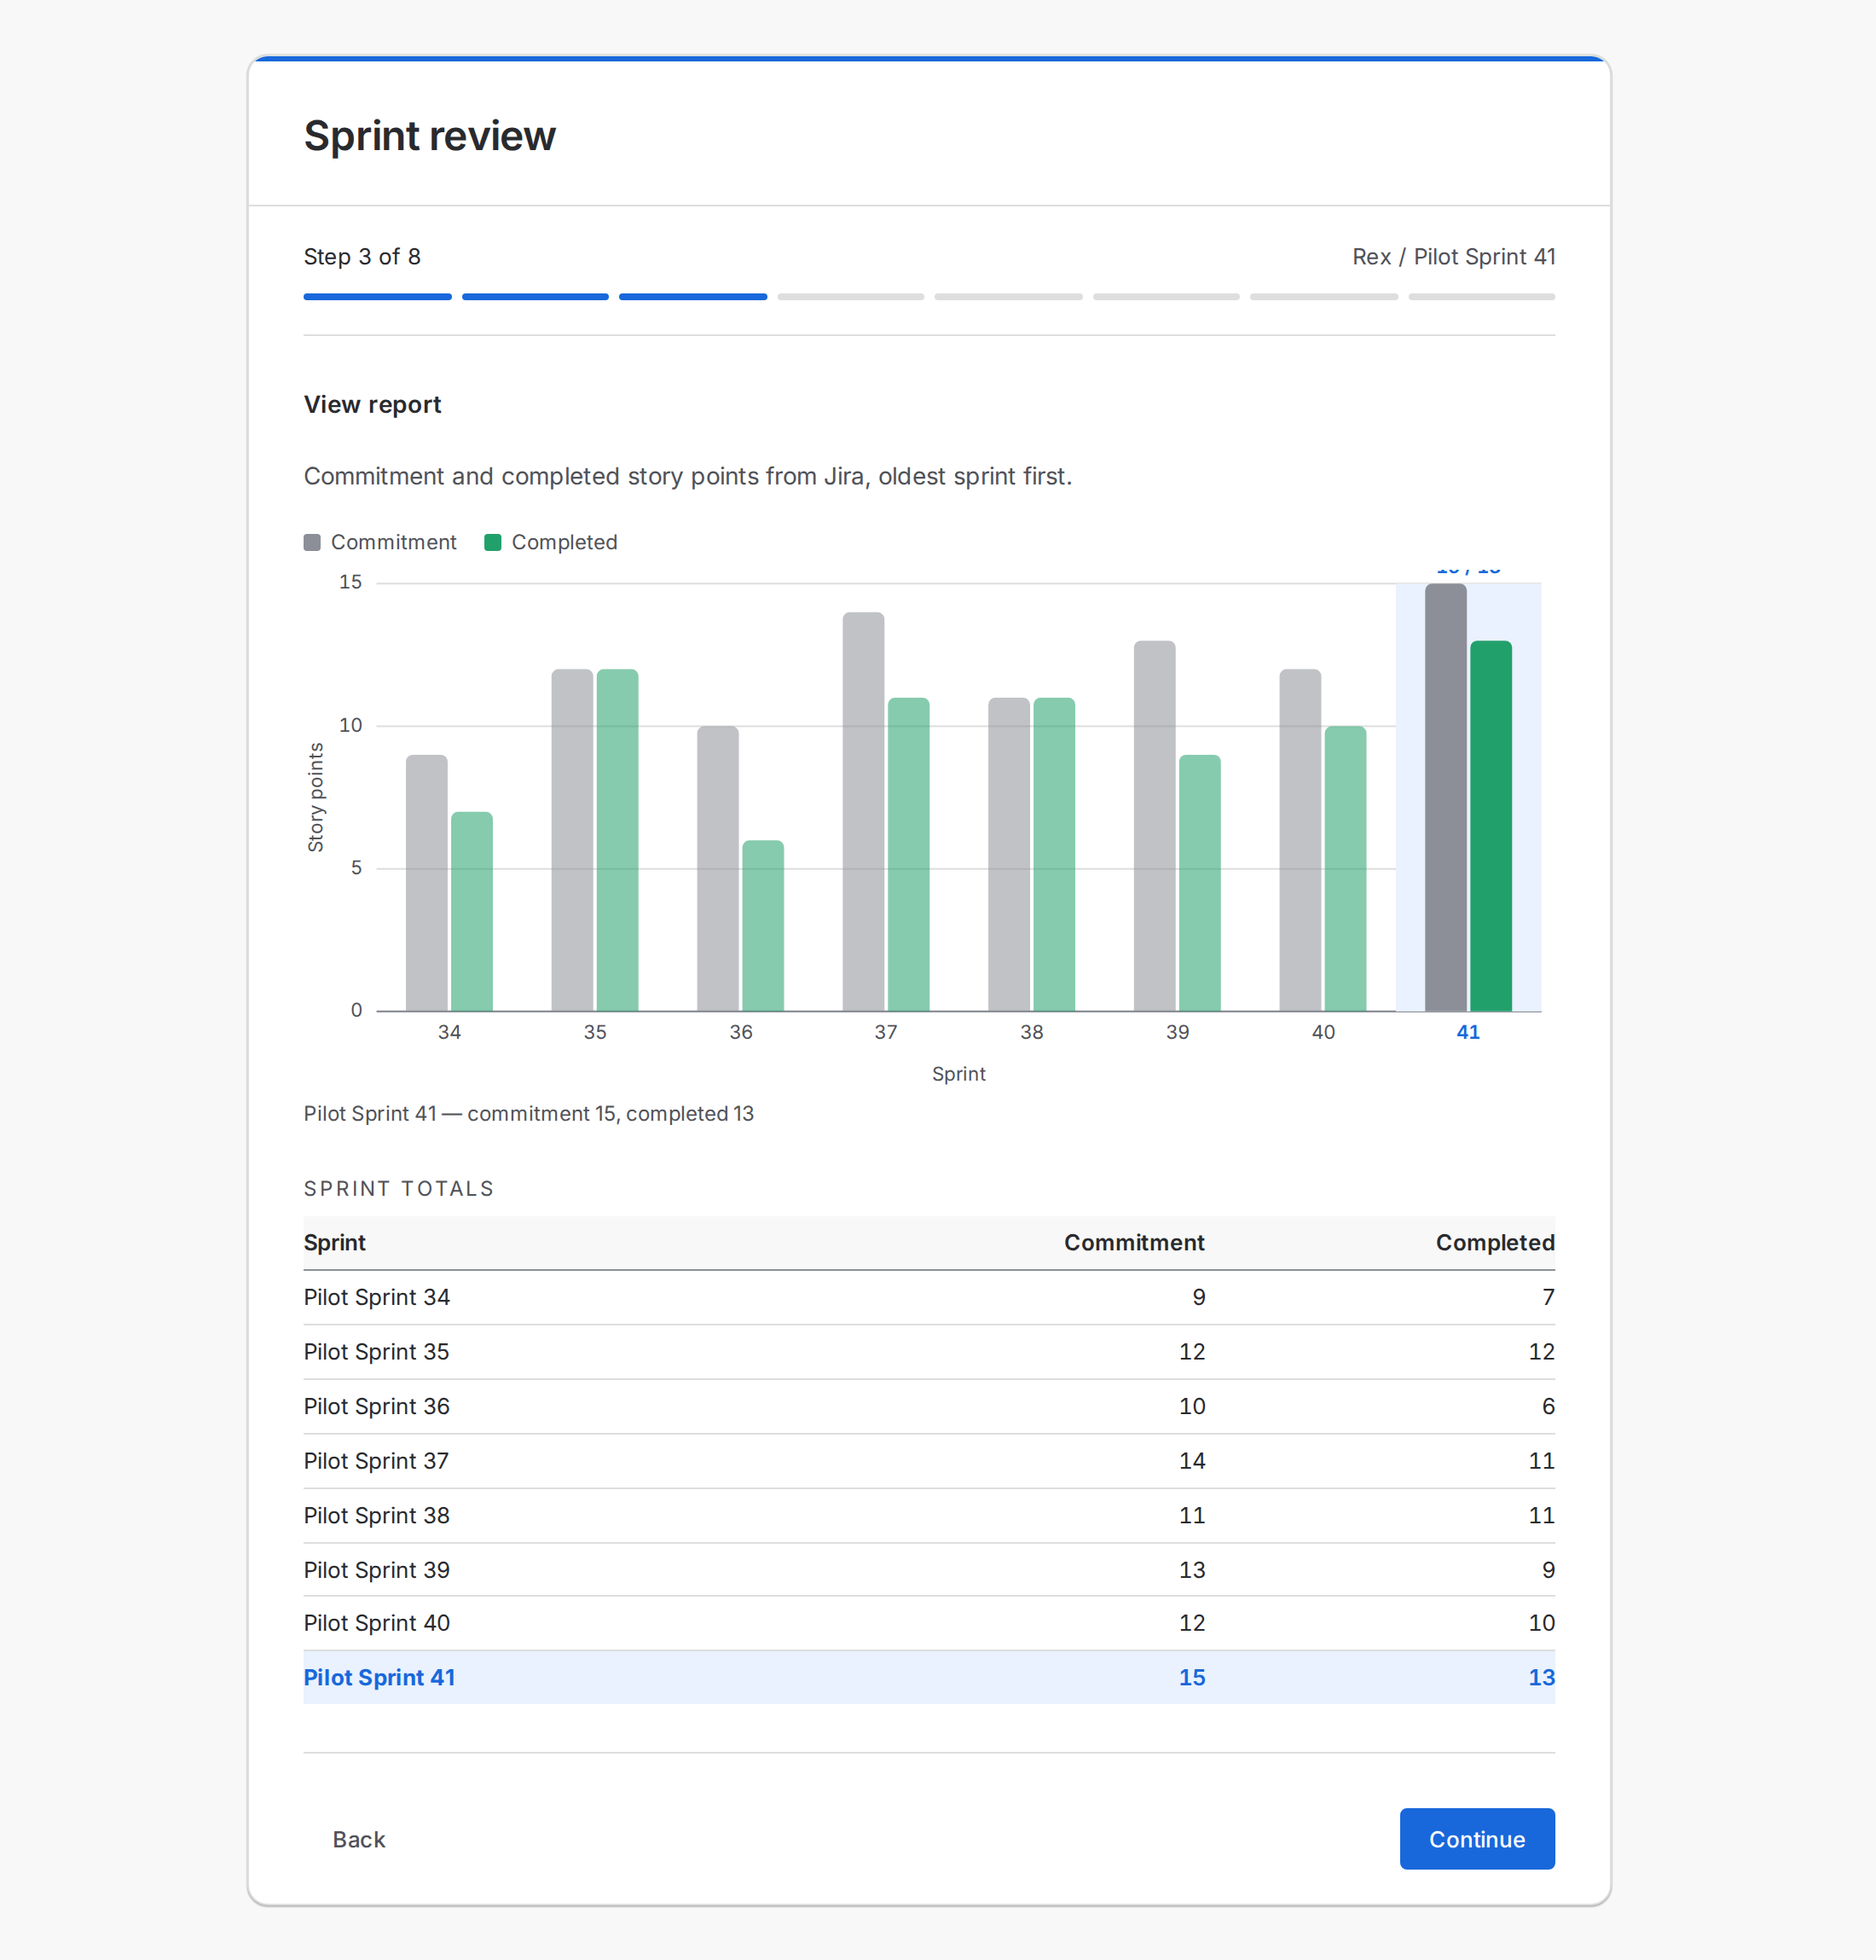 Sprint review
Step 3 of 8
Rex / Pilot Sprint 41
View report
Commitment and completed story points from Jira, oldest sprint first.
Commitment Completed
15
10
5
0
Story points
34 35 36 37 38 39 40 41
Sprint
Pilot Sprint 41 — commitment 15, completed 13
SPRINT TOTALS
Sprint Commitment Completed
Pilot Sprint 34 9 7
Pilot Sprint 35 12 12
Pilot Sprint 36 10 6
Pilot Sprint 37 14 11
Pilot Sprint 38 11 11
Pilot Sprint 39 13 9
Pilot Sprint 40 12 10
Pilot Sprint 41 15 13
Back
Continue